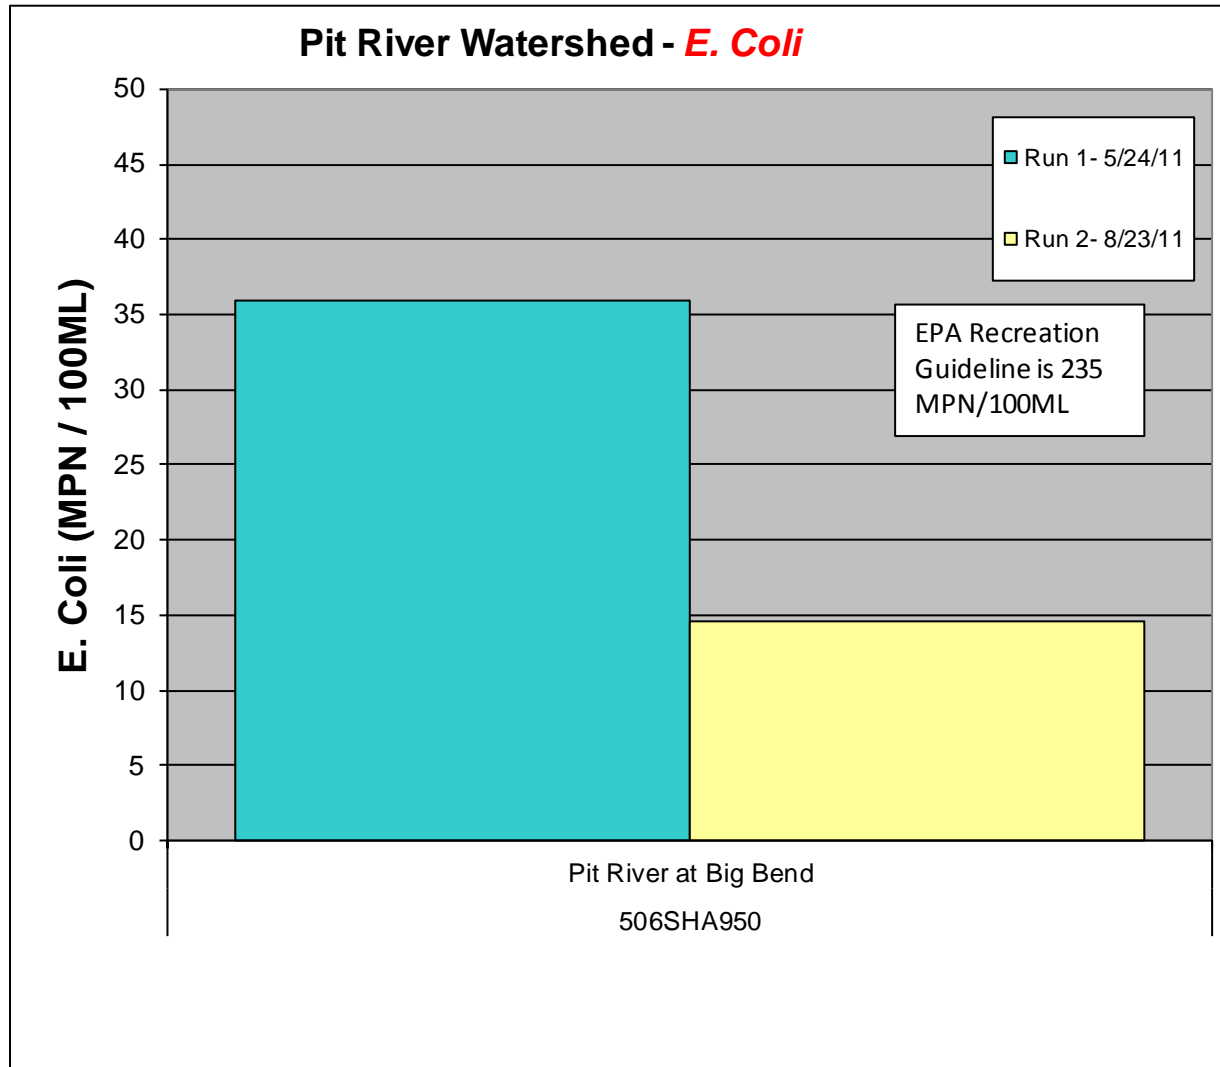 Pit River Watershed - E. Coli
E. Coli (MPN / 100ML)
50
45
40
35
30
25
20
15
10
5
0
Run 1- 5/24/11
Run 2- 8/23/11
EPA Recreation
Guideline is 235
MPN/100ML
Pit River at Big Bend
506SHA950